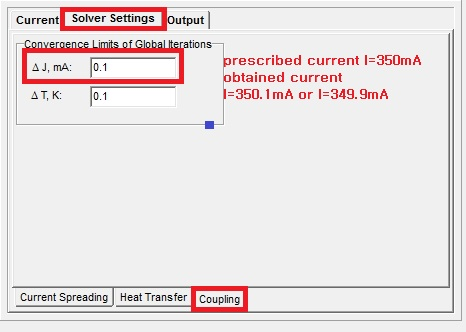 Current Solver Settings Output
Convergence Limits of Global Iterations
Δ J, mA: 0.1
Δ T, K: 0.1
prescribed current I=350mA
obtained current
I=350.1mA or I=349.9mA
Current Spreading Heat Transfer Coupling